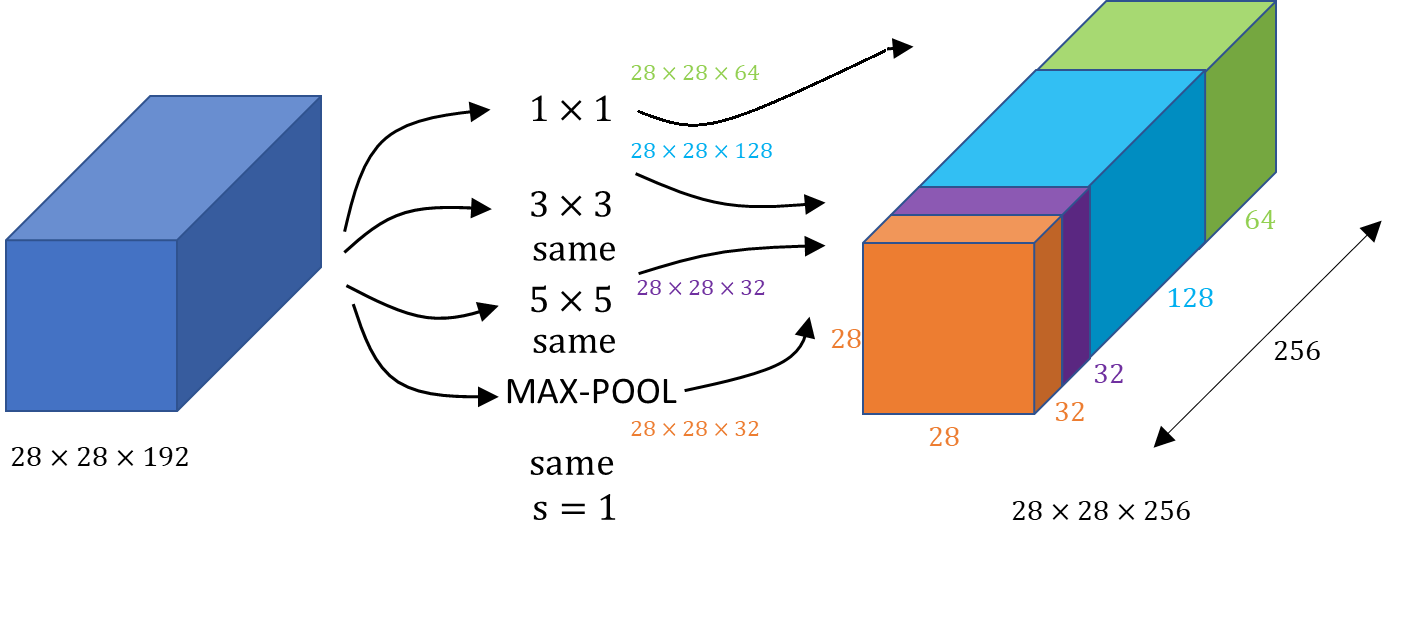 28 × 28 × 192
28 × 28 × 64
1 × 1
28 × 28 × 128
3 × 3
same
28 × 28 × 32
5 × 5
same
MAX-POOL
28 × 28 × 32
same
s = 1
28
28
32
32
128
64
256
28 × 28 × 256